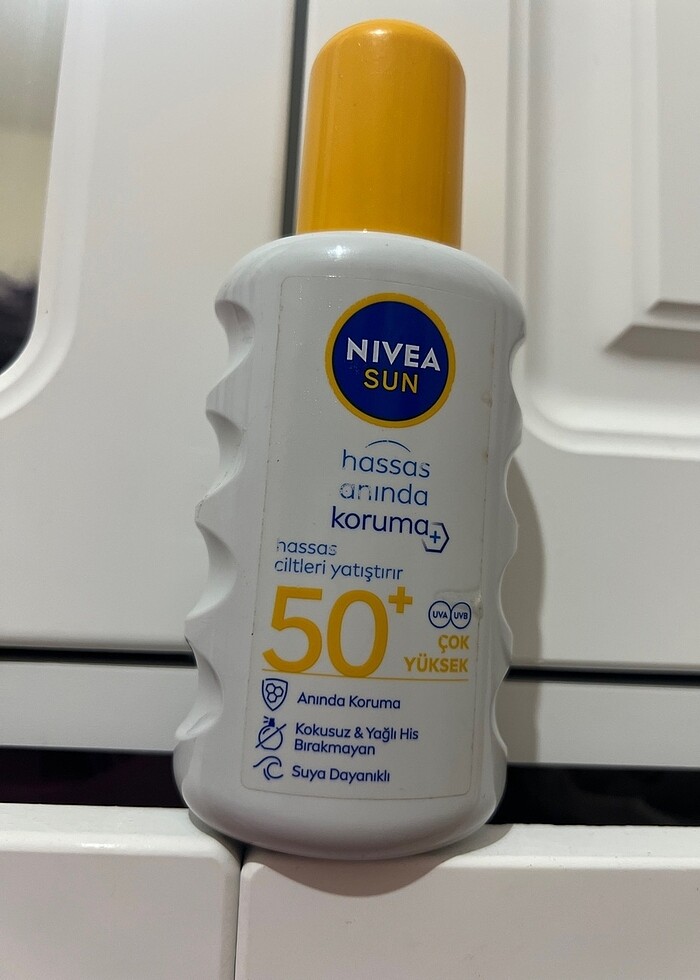 NIVEA
SUN
hassas
anında
koruma+
hassas
ciltleri yatıştırır
50+
UVA UVB
ÇOK
YÜKSEK
Anında Koruma
Kokusuz & Yağlı His
Bırakmayan
Suya Dayanıklı